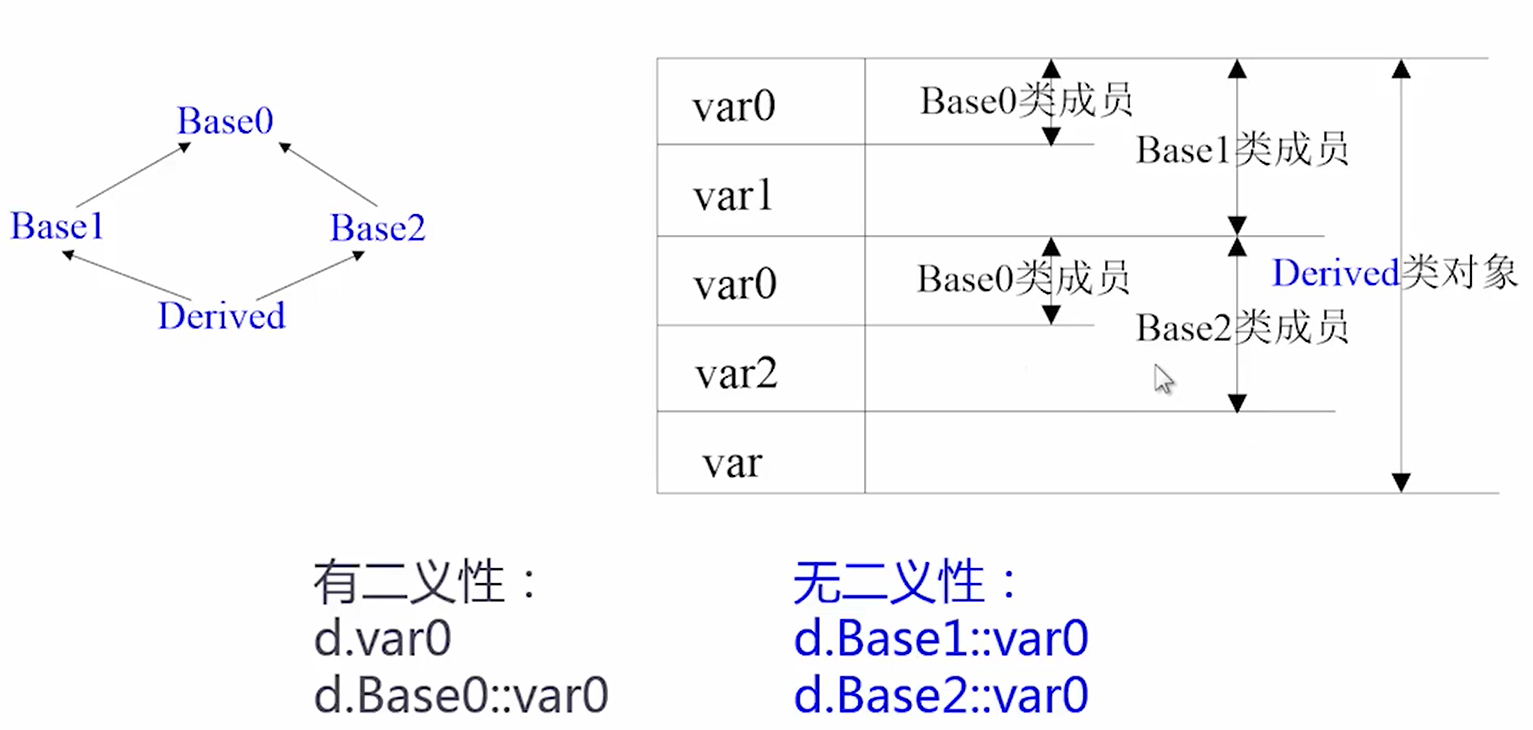 Base0
Base1
Base2
Derived
var0
Base0类成员
Base1类成员
var1
var0
Base0类成员
Derived类对象
Base2类成员
var2
var
有二义性：
d.var0
d.Base0::var0
无二义性：
d.Base1::var0
d.Base2::var0